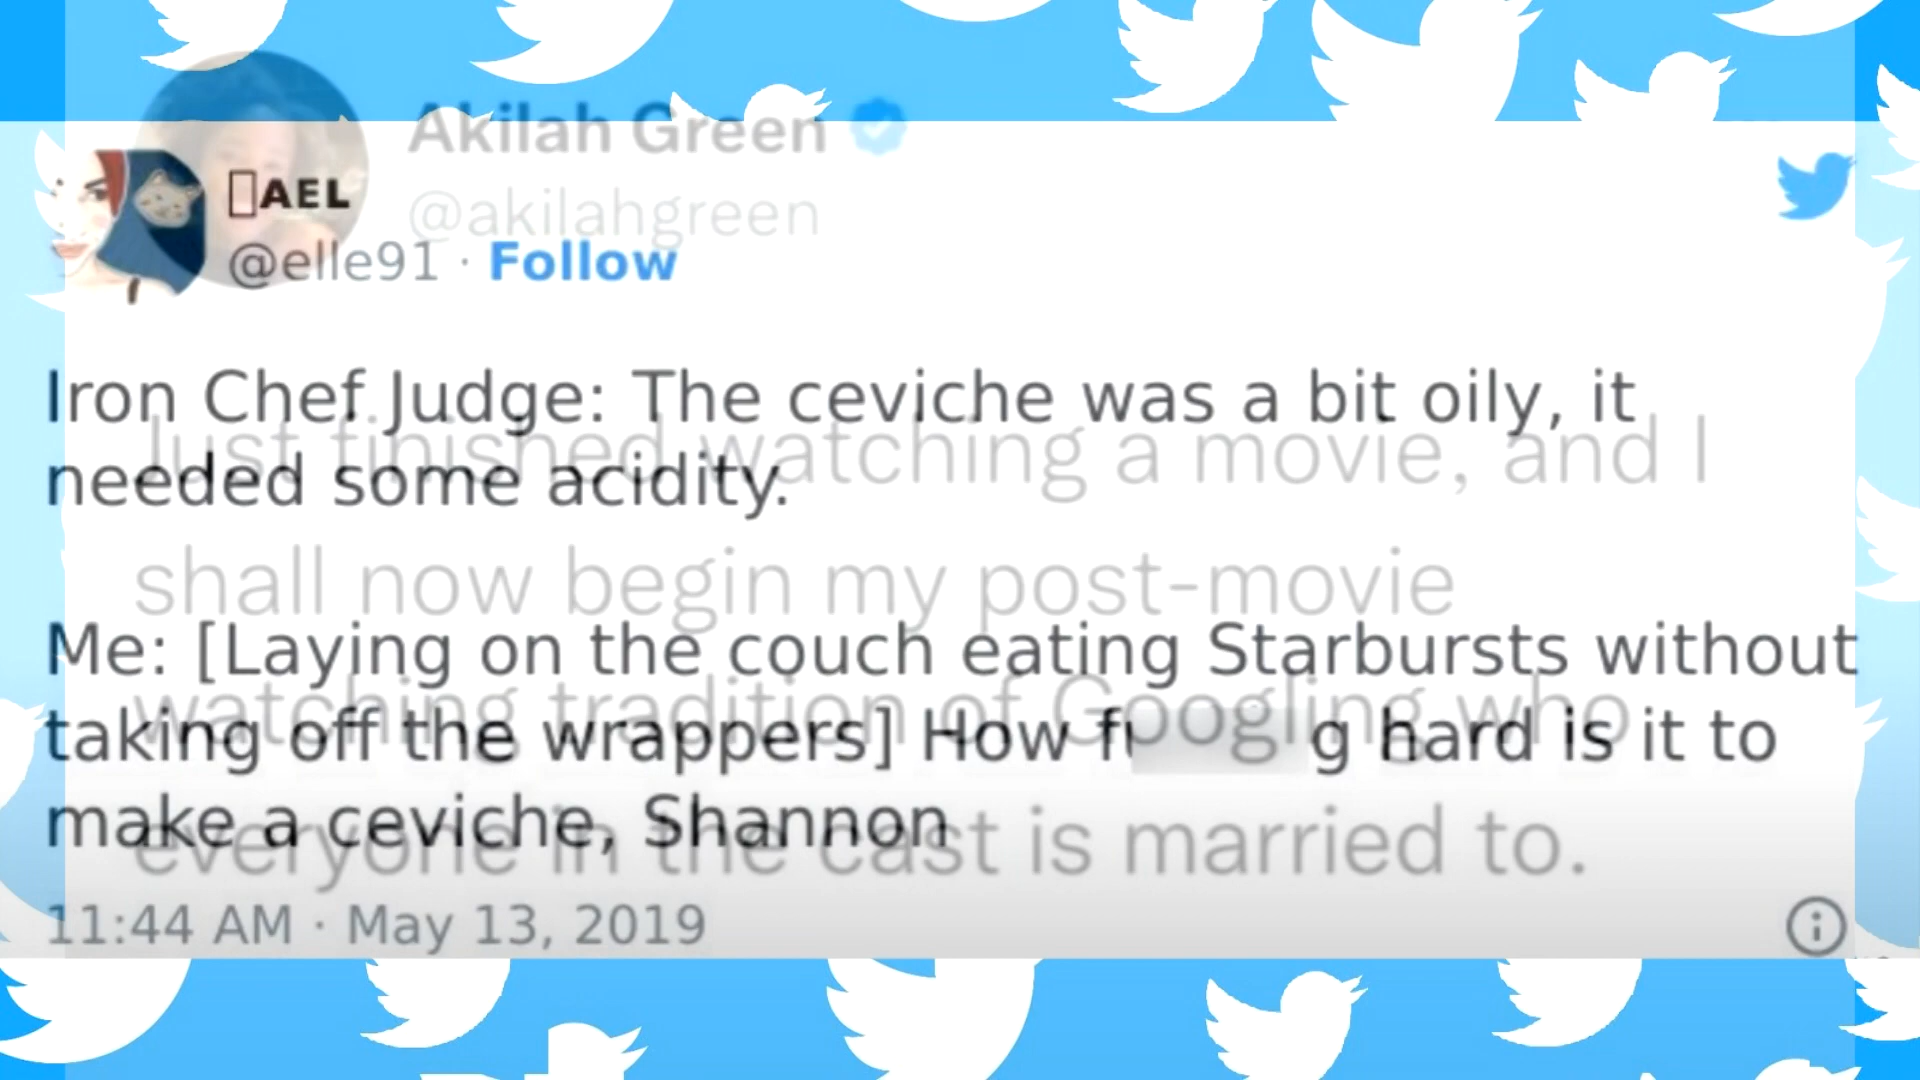 Akilah Green
@akilahgreen
Just finished watching a movie, and I
shall now begin my post-movie
watching tradition of Googling who
everyone in the cast is married to.
AEL
@elle91 · Follow
Iron Chef Judge: The ceviche was a bit oily, it
needed some acidity.
Me: [Laying on the couch eating Starbursts without
taking off the wrappers] How fu g hard is it to
make a ceviche, Shannon
11:44 AM · May 13, 2019